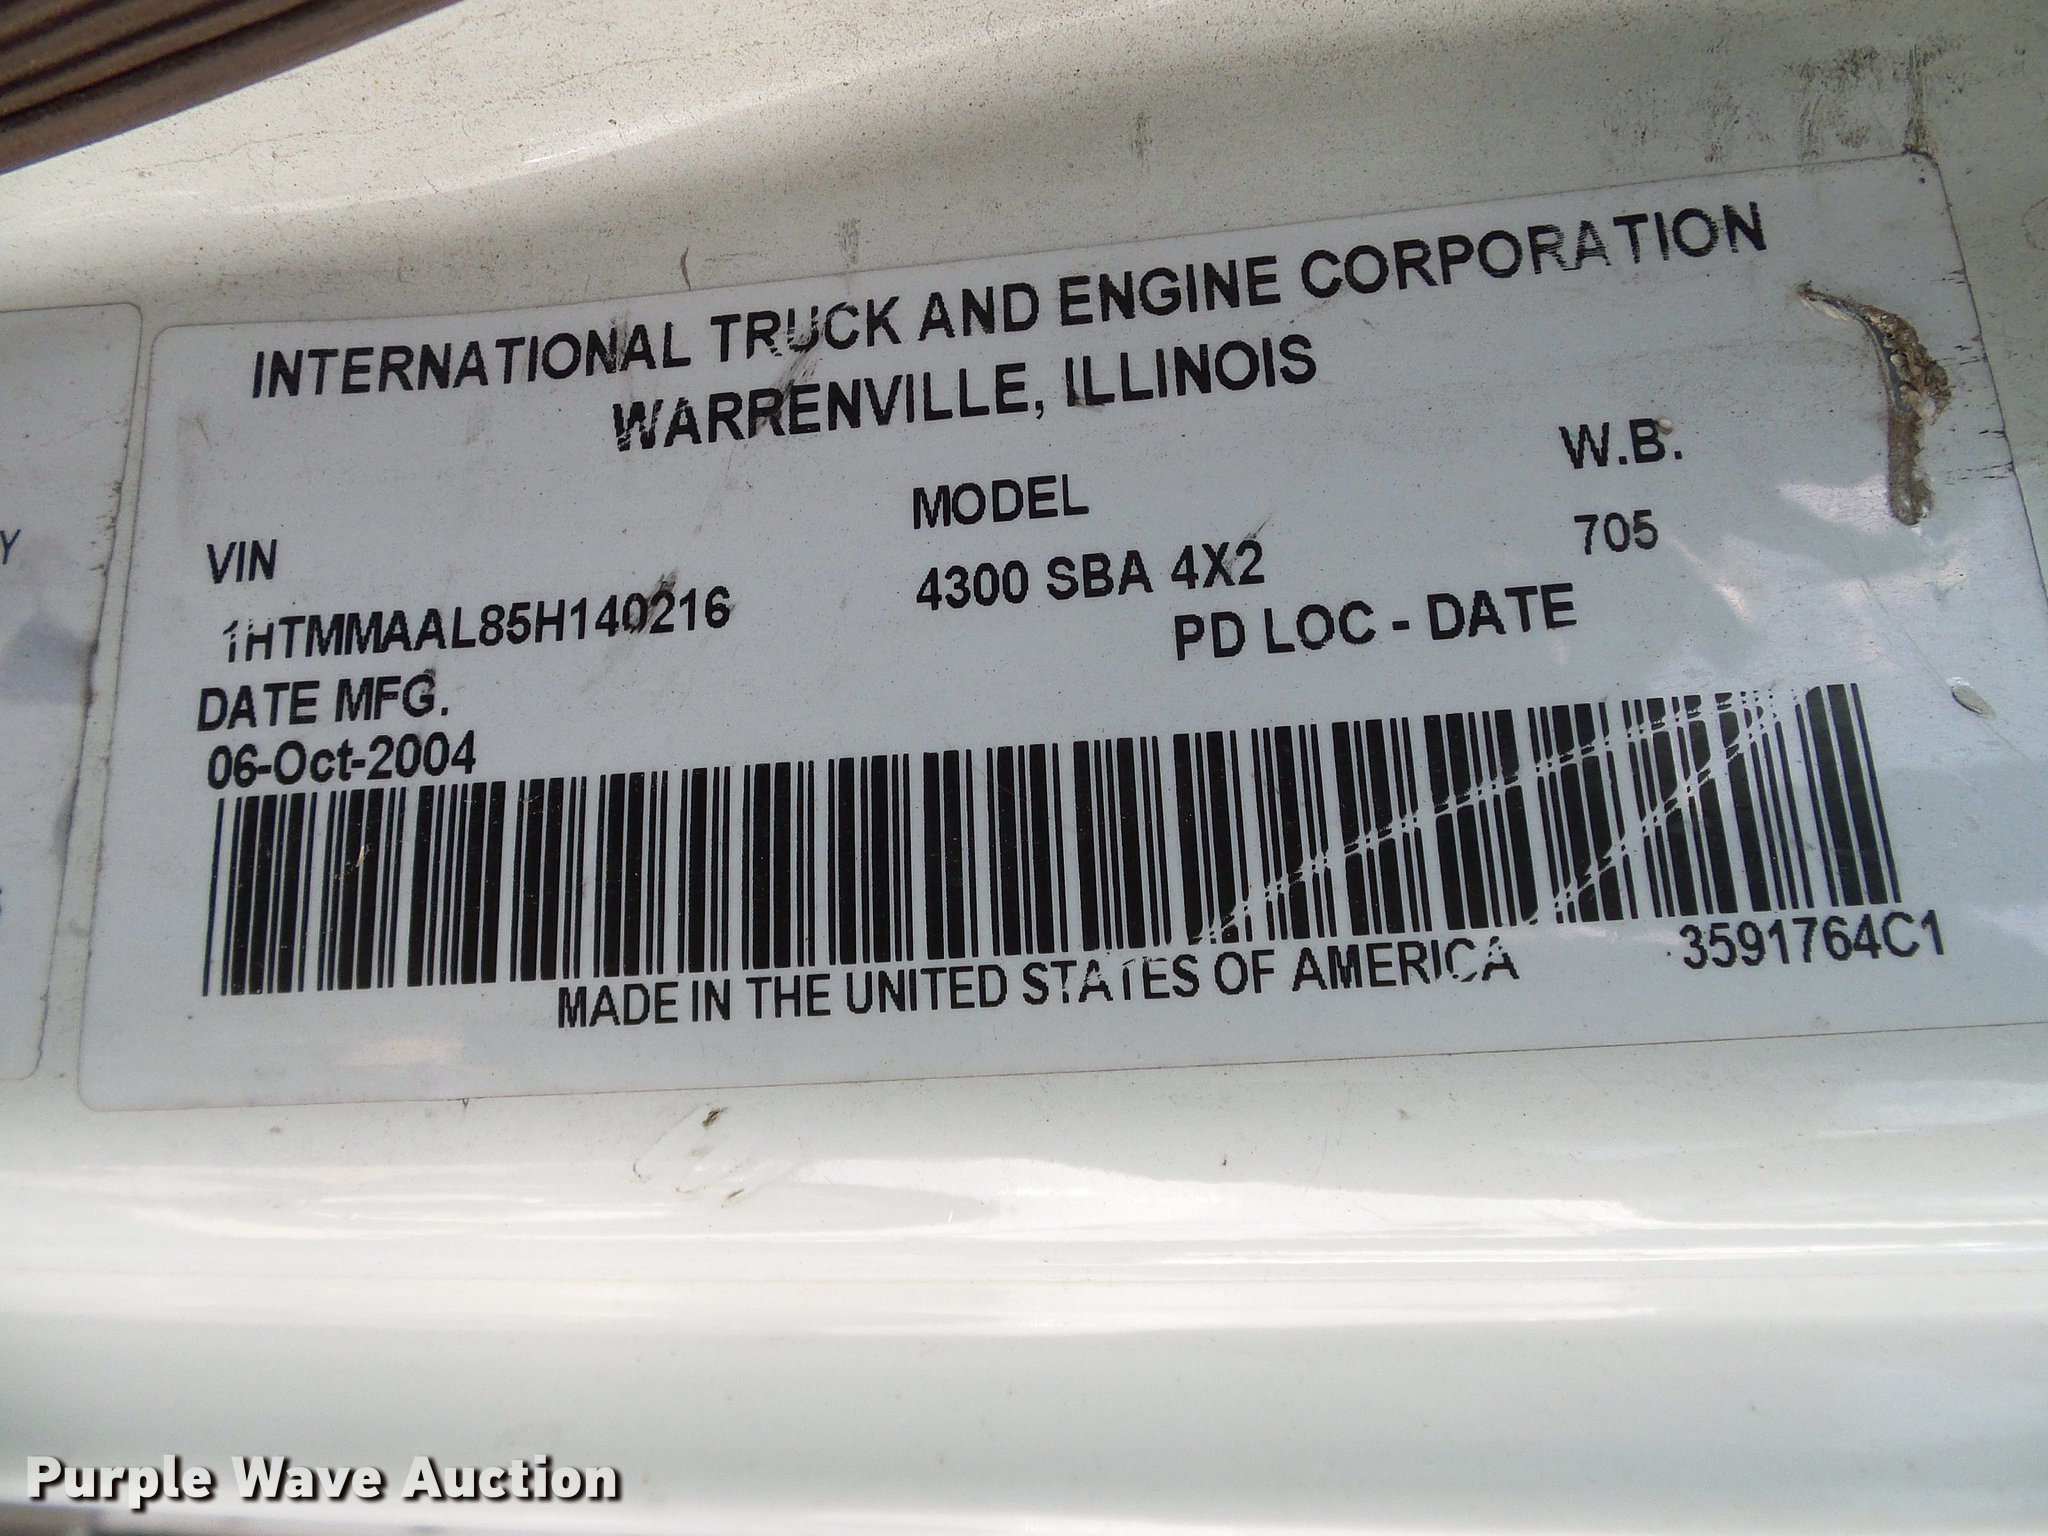 INTERNATIONAL TRUCK AND ENGINE CORPORATION
WARRENVILLE, ILLINOIS
VIN MODEL W.B.
1HTMMAAL85H140216 4300 SBA 4X2 705
DATE MFG. PD LOC - DATE
06-Oct-2004
MADE IN THE UNITED STATES OF AMERICA 3591764C1
Y
Purple Wave Auction